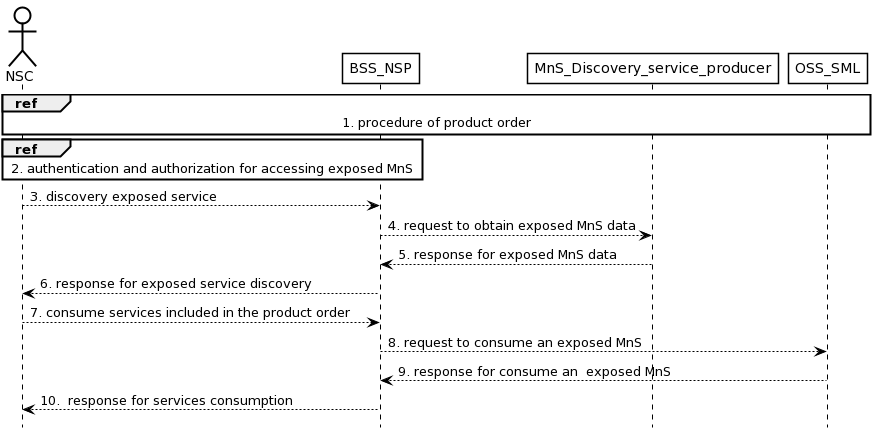 NSC
BSS_NSP
MnS_Discovery_service_producer
OSS_SML
ref
1. procedure of product order
ref
2. authentication and authorization for accessing exposed MnS
3. discovery exposed service
4. request to obtain exposed MnS data
5. response for exposed MnS data
6. response for exposed service discovery
7. consume services included in the product order
8. request to consume an exposed MnS
9. response for consume an  exposed MnS
10.  response for services consumption